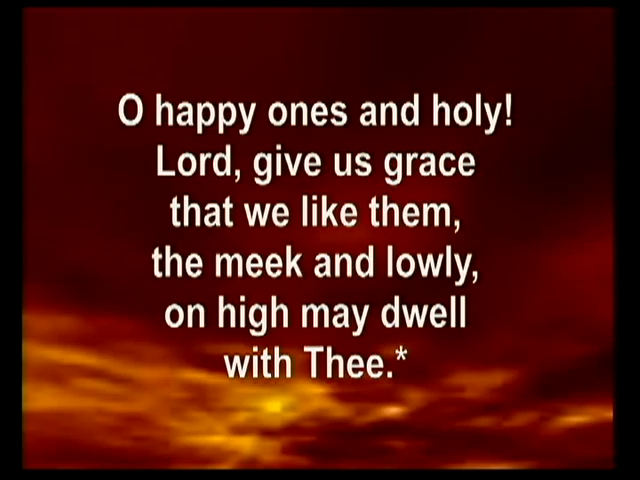 O happy ones and holy!
Lord, give us grace
that we like them,
the meek and lowly,
on high may dwell
with Thee.*